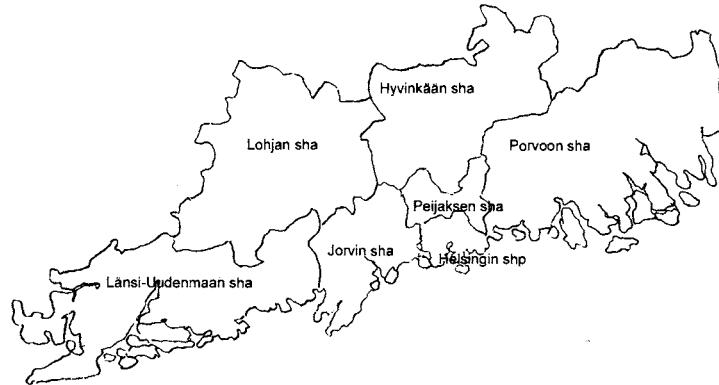 Hyvinkään sha
Lohjan sha
Porvoon sha
Peijaksen sha
Jorvin sha
Helsingin shp
Länsi-Uudenmaan sha